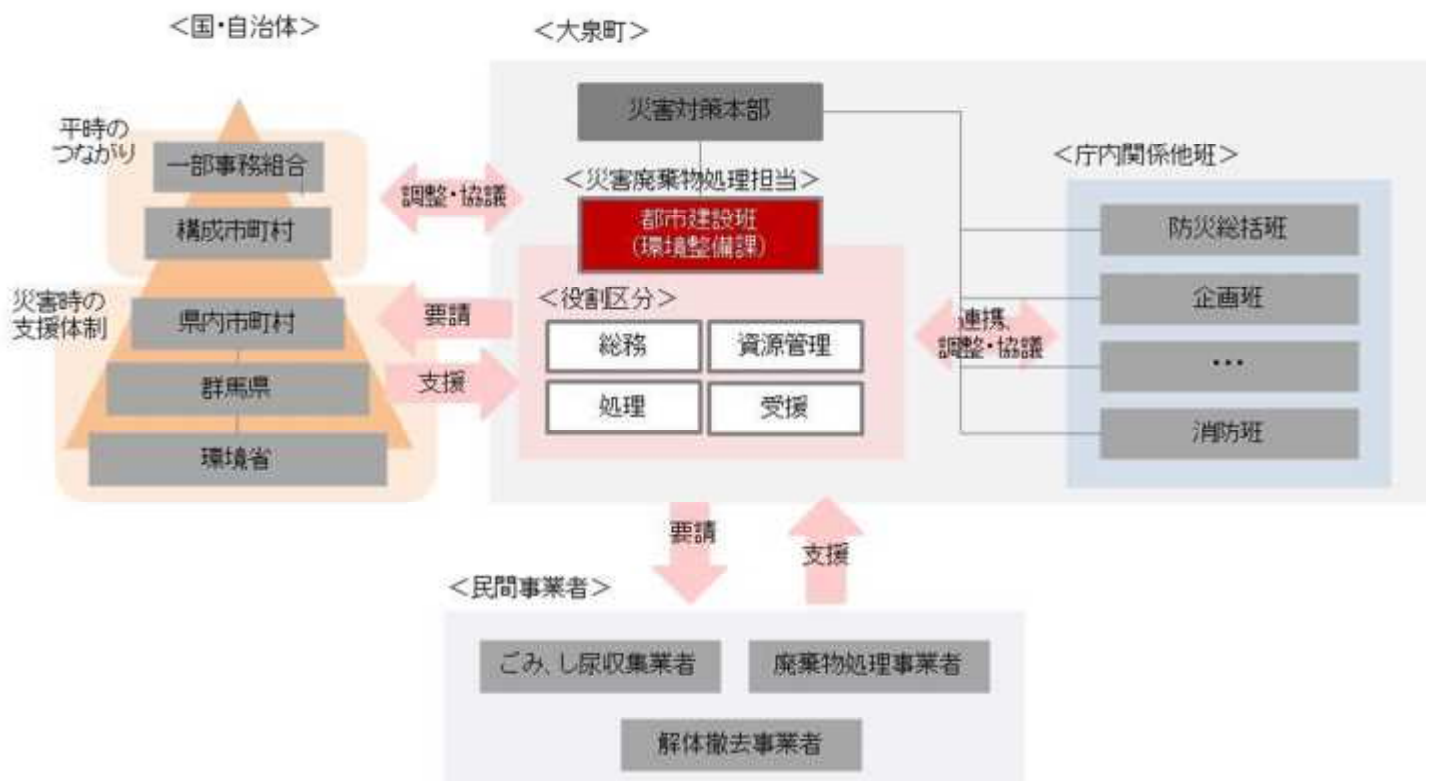 ＜国・自治体＞
平時の
つながり
一部事務組合
構成市町村
災害時の
支援体制
県内市町村
群馬県
環境省
調整・協議
要請
支援
＜大泉町＞
災害対策本部
＜災害廃棄物処理担当＞
都市建設班
(環境整備課)
＜役割区分＞
総務
資源管理
処理
受援
連携、
調整・協議
＜庁内関係他班＞
防災総括班
企画班
…
消防班
要請
支援
＜民間事業者＞
ごみ、し尿収集業者
廃棄物処理事業者
解体撤去事業者